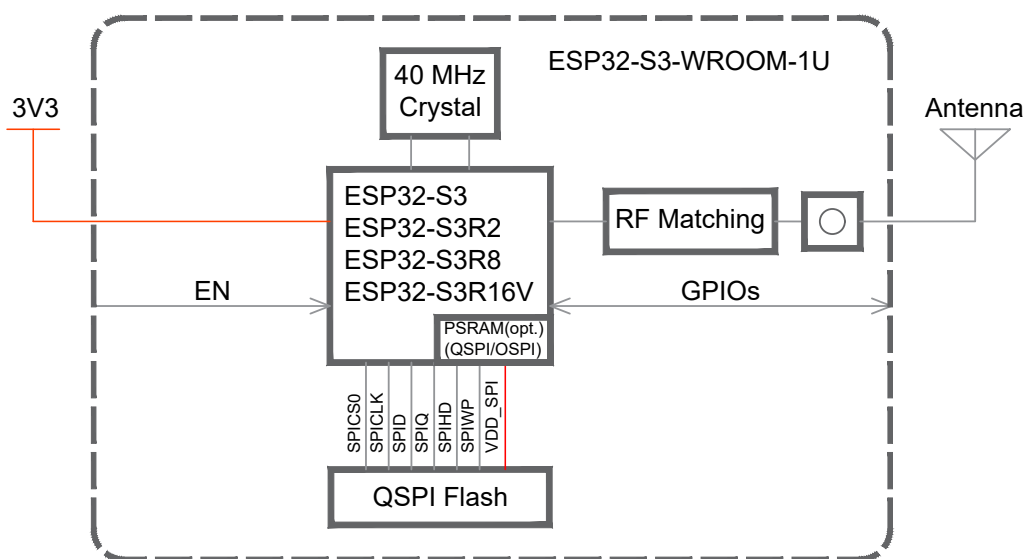 ESP32-S3-WROOM-1U
40 MHz
Crystal
3V3
Antenna
ESP32-S3
ESP32-S3R2
ESP32-S3R8
ESP32-S3R16V
RF Matching
EN
GPIOs
PSRAM(opt.)
(QSPI/OSPI)
SPICS0
SPICLK
SPID
SPIQ
SPIHD
SPIWP
VDD_SPI
QSPI Flash